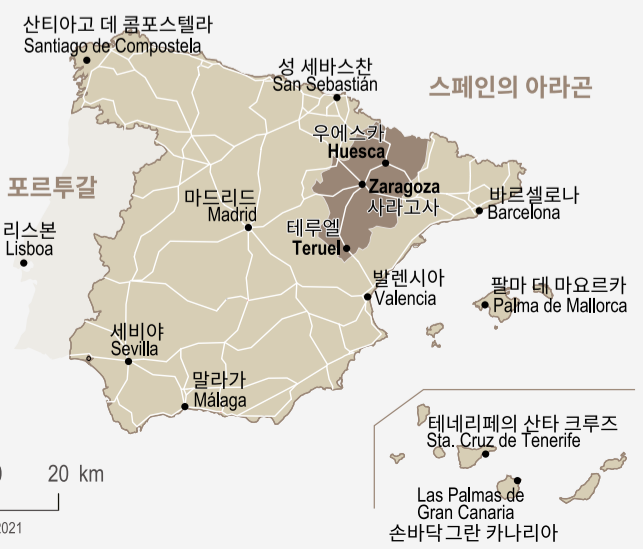 산티아고 데 콤포스텔라
Santiago de Compostela
성 세바스찬
San Sebastián
스페인의 아라곤
우에스카
Huesca
Zaragoza
사라고사
포르투갈
마드리드
Madrid
바르셀로나
Barcelona
리스본
Lisboa
테루엘
Teruel
발렌시아
Valencia
팔마 데 마요르카
Palma de Mallorca
세비야
Sevilla
말라가
Málaga
테네리페의 산타 크루즈
Sta. Cruz de Tenerife
20 km
Las Palmas de
Gran Canaria
손바닥그란 카나리아
2021